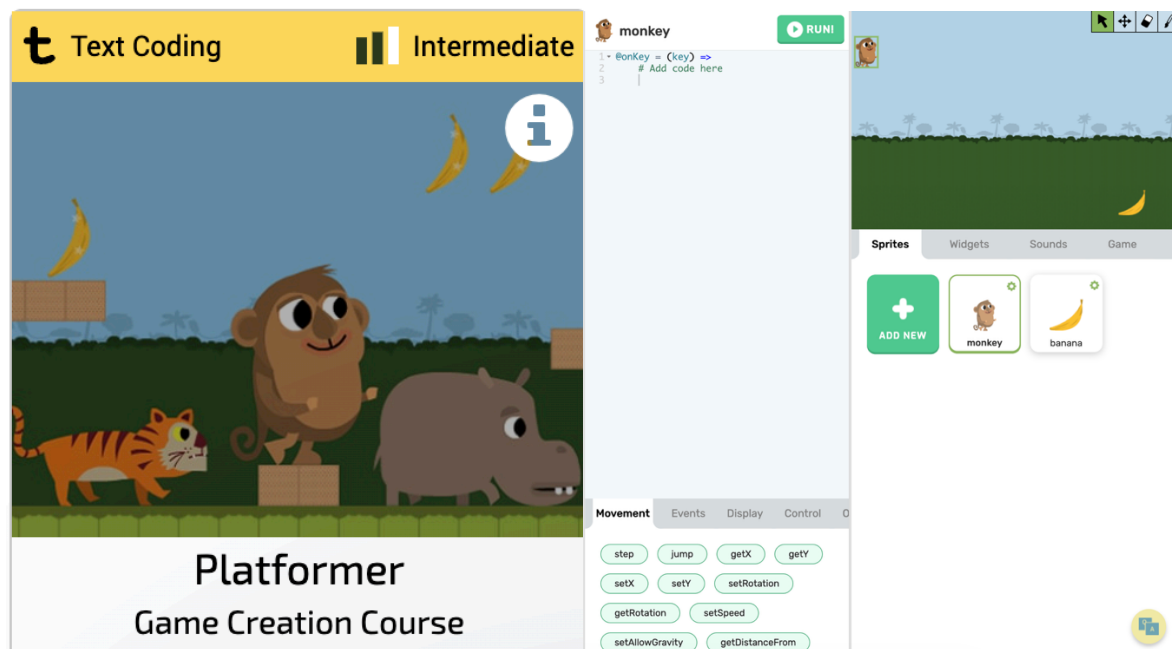 t Text Coding
Intermediate
i
Platformer
Game Creation Course
monkey
RUN!
1 @onKey = (key) =>
2 # Add code here
3
Movement Events Display Control O
step jump getX getY
setX setY setRotation
getRotation setSpeed
setAllowGravity getDistanceFrom
Sprites Widgets Sounds Game
ADD NEW
monkey
banana